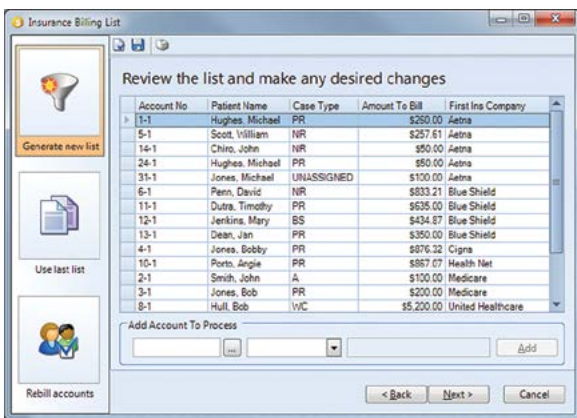 Insurance Billing List
Generate new list
Use last list
Rebill accounts
Review the list and make any desired changes
Account No Patient Name Case Type Amount To Bill First Ins Company
1-1 Hughes, Michael PR $260.00 Aetna
5-1 Scott, William NR $257.61 Aetna
14-1 Chiro, John NR $50.00 Aetna
24-1 Hughes, Michael PR $50.00 Aetna
31-1 Jones, Michael UNASSIGNED $100.00 Aetna
6-1 Penn, David NR $833.21 Blue Shield
11-1 Dutra, Timothy PR $635.00 Blue Shield
12-1 Jenkins, Mary BS $434.87 Blue Shield
13-1 Dean, Jan PR $350.00 Blue Shield
4-1 Jones, Bobby PR $876.32 Cigna
10-1 Porto, Angie PR $867.07 Health Net
2-1 Smith, John A $100.00 Medicare
3-1 Jones, Bob PR $200.00 Medicare
8-1 Hull, Bob WC $5,200.00 United Healthcare
Add Account To Process
... Add
< Back Next > Cancel